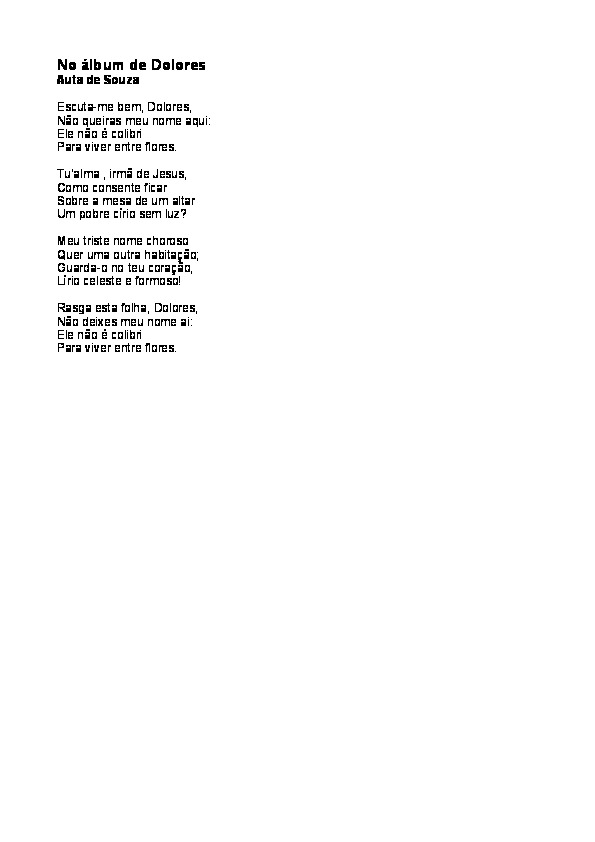 No álbum de Dolores
Auta de Souza
Escuta-me bem, Dolores,
Não queiras meu nome aqui:
Ele não é colibri
Para viver entre flores.
Tu'alma , irmã de Jesus,
Como consente ficar
Sobre a mesa de um altar
Um pobre círio sem luz?
Meu triste nome choroso
Quer uma outra habitação;
Guarda-o no teu coração,
Lírio celeste e formoso!
Rasga esta folha, Dolores,
Não deixes meu nome aí:
Ele não é colibri
Para viver entre flores.